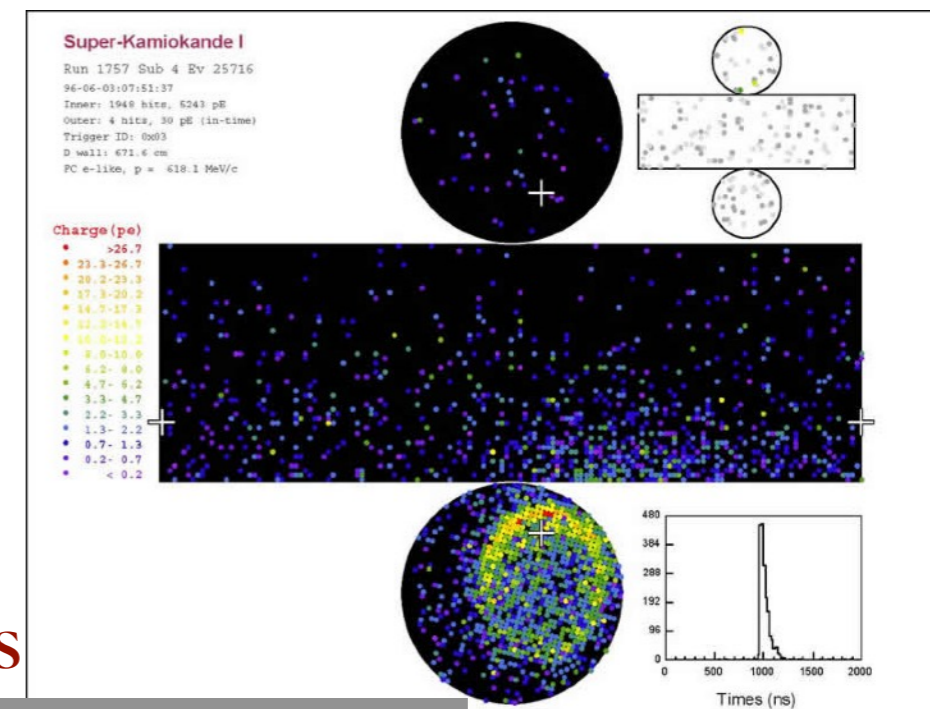 Super-Kamiokande I
Run 1757 Sub 4 Ev 25716
96-06-03:07:51:37
Inner: 1948 hits, 5243 pE
Outer: 4 hits, 30 pE (in-time)
Trigger ID: 0x03
D wall: 671.6 cm
FC e-like, p = 618.1 MeV/c
Charge(pe)
>26.7
23.3-26.7
20.2-23.3
17.3-20.2
14.7-17.3
12.2-14.7
10.0-12.2
8.0-10.0
6.2- 8.0
4.7- 6.2
3.3- 4.7
2.2- 3.3
1.3- 2.2
0.7- 1.3
0.2- 0.7
< 0.2
s
480
384
288
192
96
0
0 500 1000 1500 2000
Times (ns)